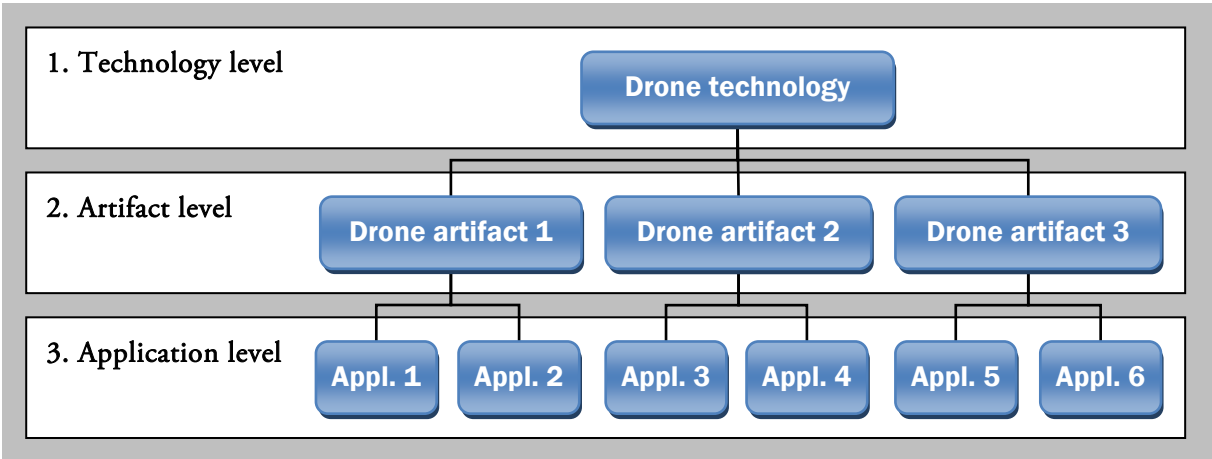 1. Technology level
Drone technology
2. Artifact level
Drone artifact 1
Drone artifact 2
Drone artifact 3
3. Application level
Appl. 1
Appl. 2
Appl. 3
Appl. 4
Appl. 5
Appl. 6